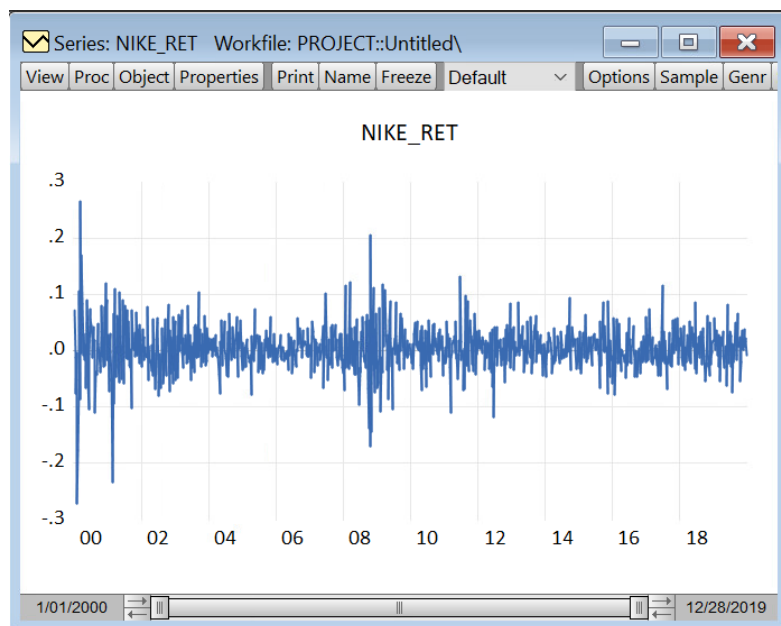 Series: NIKE_RET Workfile: PROJECT::Untitled\
View Proc Object Properties Print Name Freeze Default Options Sample Genr
NIKE_RET
.3
.2
.1
.0
-.1
-.2
-.3
00 02 04 06 08 10 12 14 16 18
1/01/2000 12/28/2019